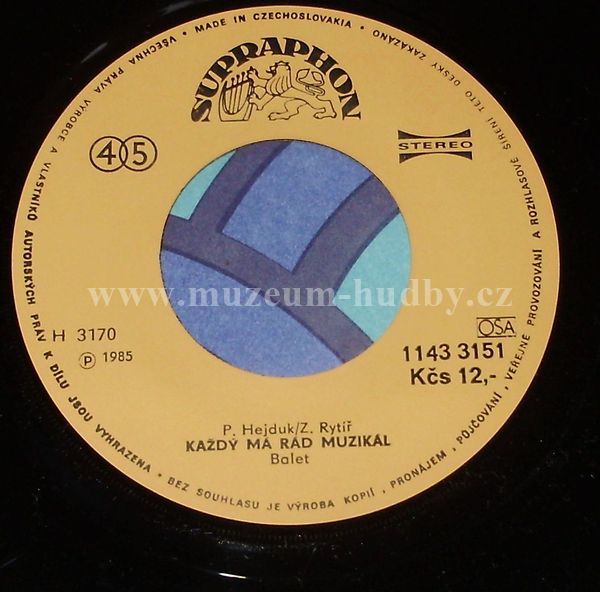 SUPRAPHON
45
STEREO
www.muzeum-hudby.cz
H 3170
Ⓟ 1985
OSA
1143 3151
Kčs 12,-
P. Hejduk/Z. Rytíř
KAŽDÝ MÁ RÁD MUZIKÁL
Balet
MADE IN CZECHOSLOVAKIA • VŠECHNA PRÁVA VÝROBCE A VLASTNÍKŮ AUTORSKÝCH PRÁV K DÍLU JSOU VYHRAZENA • BEZ SOUHLASU JE VÝROBA KOPIÍ, PRONÁJEM, PŮJČOVÁNÍ, VEŘEJNÉ PROVOZOVÁNÍ A ROZHLASOVÉ ŠÍŘENÍ TÉTO DESKY ZAKÁZÁNO •